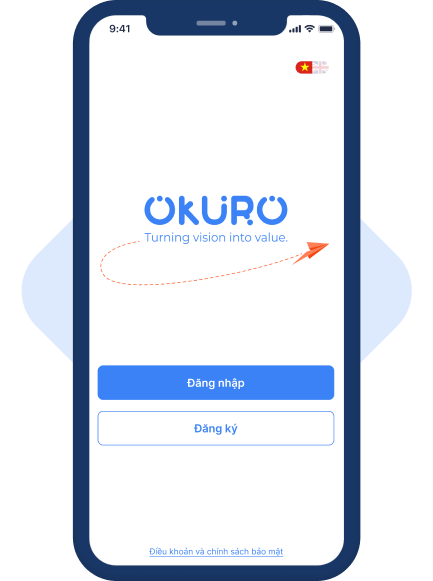 9:41
OKURO
Turning vision into value.
Đăng nhập
Đăng ký
Điều khoản và chính sách bảo mật